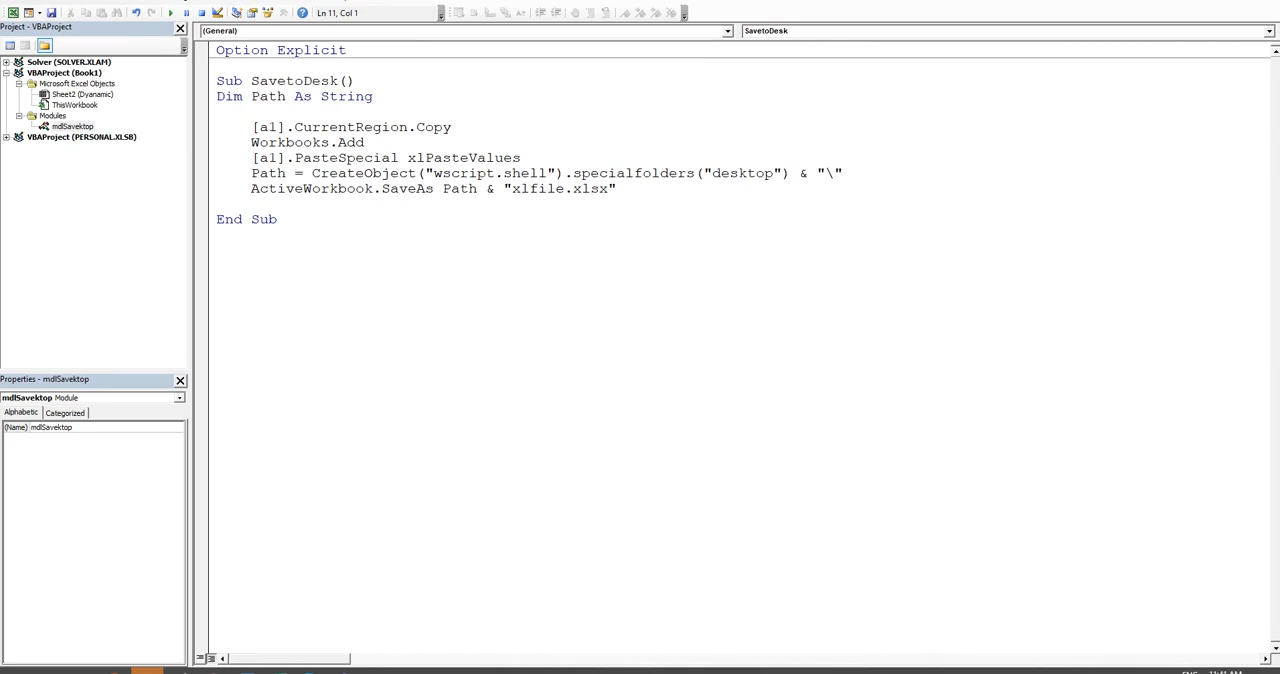 Ln 11, Col 1
Project - VBAProject
(General)
SavetoDesk
Solver (SOLVER.XLAM)
VBAProject (Book1)
Microsoft Excel Objects
Sheet2 (Dyanamic)
ThisWorkbook
Modules
mdlSavektop
VBAProject (PERSONAL.XLSB)
Option Explicit
Sub SavetoDesk()
Dim Path As String
[a1].CurrentRegion.Copy
Workbooks.Add
[a1].PasteSpecial xlPasteValues
Path = CreateObject("wscript.shell").specialfolders("desktop") & "\"
ActiveWorkbook.SaveAs Path & "xlfile.xlsx"
End Sub
Properties - mdlSavektop
mdlSavektop Module
Alphabetic
Categorized
(Name) mdlSavektop